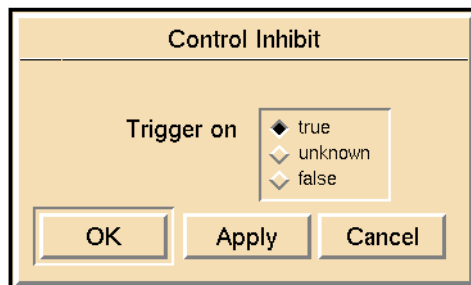 Control Inhibit
Trigger on
true
unknown
false
OK Apply Cancel